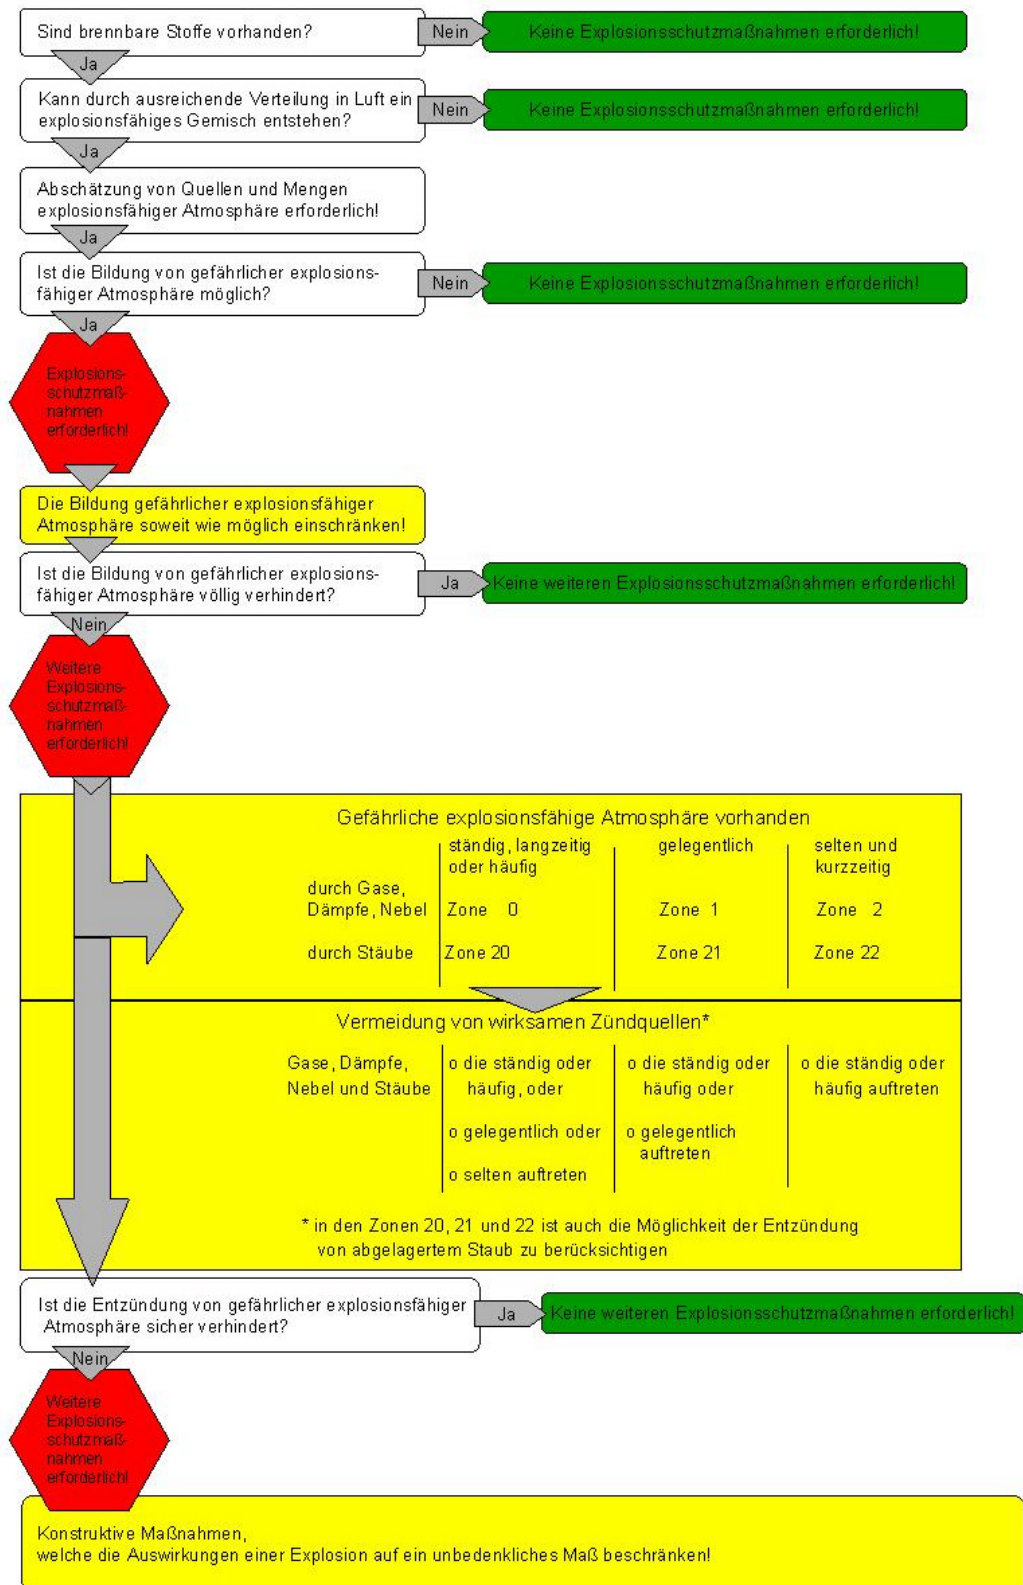 Sind brennbare Stoffe vorhanden?
Nein
Keine Explosionsschutzmaßnahmen erforderlich!
Ja
Kann durch ausreichende Verteilung in Luft ein
explosionsfähiges Gemisch entstehen?
Nein
Keine Explosionsschutzmaßnahmen erforderlich!
Ja
Abschätzung von Quellen und Mengen
explosionsfähiger Atmosphäre erforderlich!
Ja
Ist die Bildung von gefährlicher explosions-
fähiger Atmosphäre möglich?
Nein
Keine Explosionsschutzmaßnahmen erforderlich!
Ja
Explosions-
schutzmaß-
nahmen
erforderlich!
Die Bildung gefährlicher explosionsfähiger
Atmosphäre soweit wie möglich einschränken!
Ist die Bildung von gefährlicher explosions-
fähiger Atmosphäre völlig verhindert?
Ja
Keine weiteren Explosionsschutzmaßnahmen erforderlich!
Nein
Weitere
Explosions-
schutzmaß-
nahmen
erforderlich!
Gefährliche explosionsfähige Atmosphäre vorhanden
ständig, langzeitig
oder häufig
gelegentlich
selten und
kurzzeitig
durch Gase,
Dämpfe, Nebel
Zone 0
Zone 1
Zone 2
durch Stäube
Zone 20
Zone 21
Zone 22
Vermeidung von wirksamen Zündquellen*
Gase, Dämpfe,
Nebel und Stäube
o die ständig oder
häufig, oder
o gelegentlich oder
o selten auftreten
o die ständig oder
häufig oder
o gelegentlich
auftreten
o die ständig oder
häufig auftreten
* in den Zonen 20, 21 und 22 ist auch die Möglichkeit der Entzündung
von abgelagertem Staub zu berücksichtigen
Ist die Entzündung von gefährlicher explosionsfähiger
Atmosphäre sicher verhindert?
Ja
Keine weiteren Explosionsschutzmaßnahmen erforderlich!
Nein
Weitere
Explosions-
schutzmaß-
nahmen
erforderlich!
Konstruktive Maßnahmen,
welche die Auswirkungen einer Explosion auf ein unbedenkliches Maß beschränken!